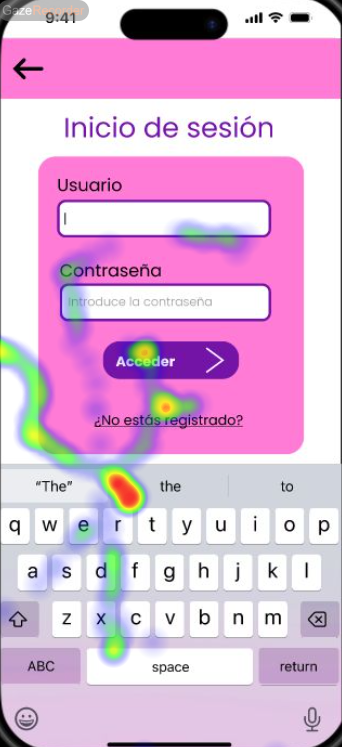 GazeRecorder
9:41
Inicio de sesión
Usuario
Contraseña
Introduce la contraseña
Acceder
¿No estás registrado?
“The” the to
q w e r t y u i o p
a s d f g h j k l
z x c v b n m
ABC space return